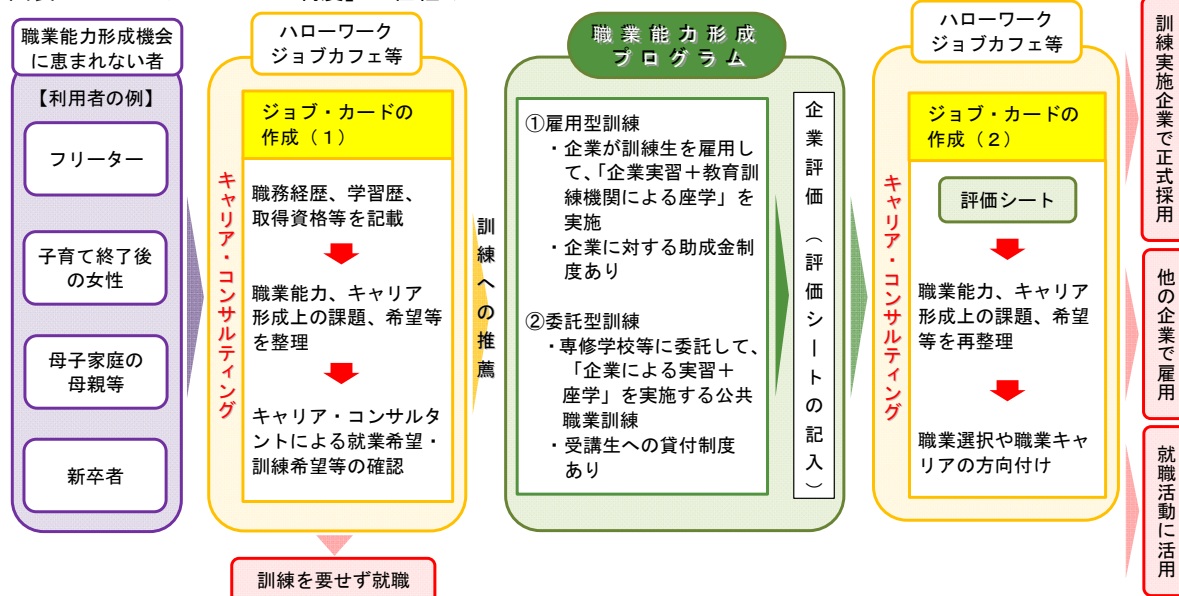 職業能力形成機会
に恵まれない者
【利用者の例】
フリーター
子育て終了後
の女性
母子家庭の
母親等
新卒者
ハローワーク
ジョブカフェ等
キャリア・コンサルティング
ジョブ・カードの
作成(1)
職務経歴、学習歴、
取得資格等を記載
職業能力、キャリア
形成上の課題、希望等
を整理
キャリア・コンサルタ
ントによる就業希望・
訓練希望等の確認
訓練を要せず就職
訓練への推薦
職業能力形成
プログラム
①雇用型訓練
・企業が訓練生を雇用し
て、「企業実習+教育訓
練機関による座学」を
実施
・企業に対する助成金制
度あり
②委託型訓練
・専修学校等に委託して、
「企業による実習+
座学」を実施する公共
職業訓練
・受講生への貸付制度
あり
企業評価(評価シートの記入)
ハローワーク
ジョブカフェ等
キャリア・コンサルティング
ジョブ・カードの
作成(2)
評価シート
職業能力、キャリア
形成上の課題、希望
等を再整理
職業選択や職業キャ
リアの方向付け
訓練実施企業で正式採用
他の企業で雇用
就職活動に活用